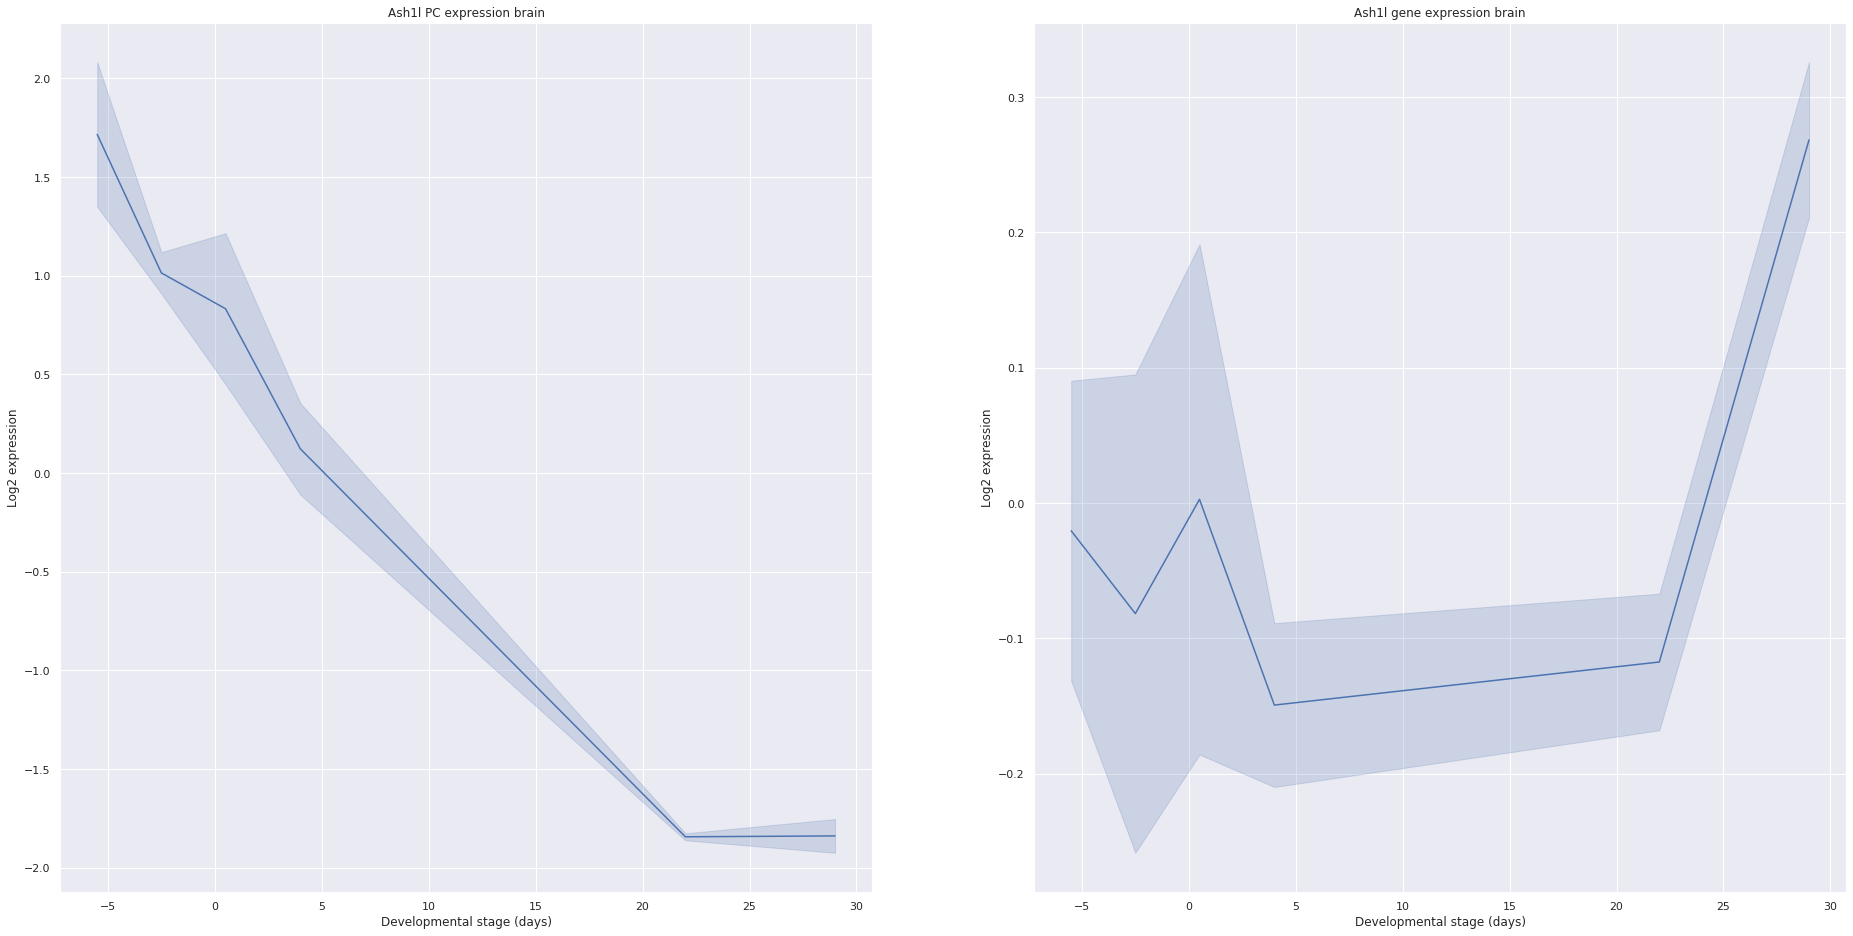 Ash1l PC expression brain
Log2 expression
2.0
1.5
1.0
0.5
0.0
−0.5
−1.0
−1.5
−2.0
−5 0 5 10 15 20 25 30
Developmental stage (days)
Ash1l gene expression brain
Log2 expression
0.3
0.2
0.1
0.0
−0.1
−0.2
−5 0 5 10 15 20 25 30
Developmental stage (days)